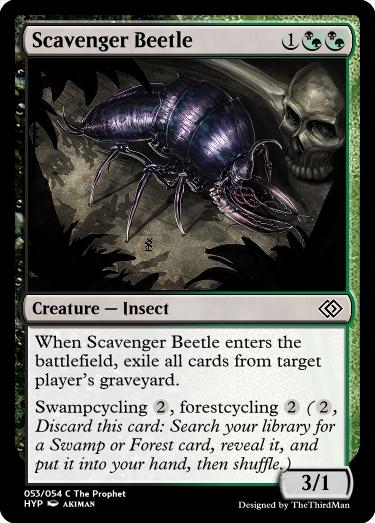 Scavenger Beetle 1
Creature — Insect
When Scavenger Beetle enters the
battlefield, exile all cards from target
player's graveyard.
Swampcycling 2, forestcycling 2 (2,
Discard this card: Search your library for
a Swamp or Forest card, reveal it, and
put it into your hand, then shuffle.)
3/1
053/054 C The Prophet
HYP AKIMAN
Designed by TheThirdMan